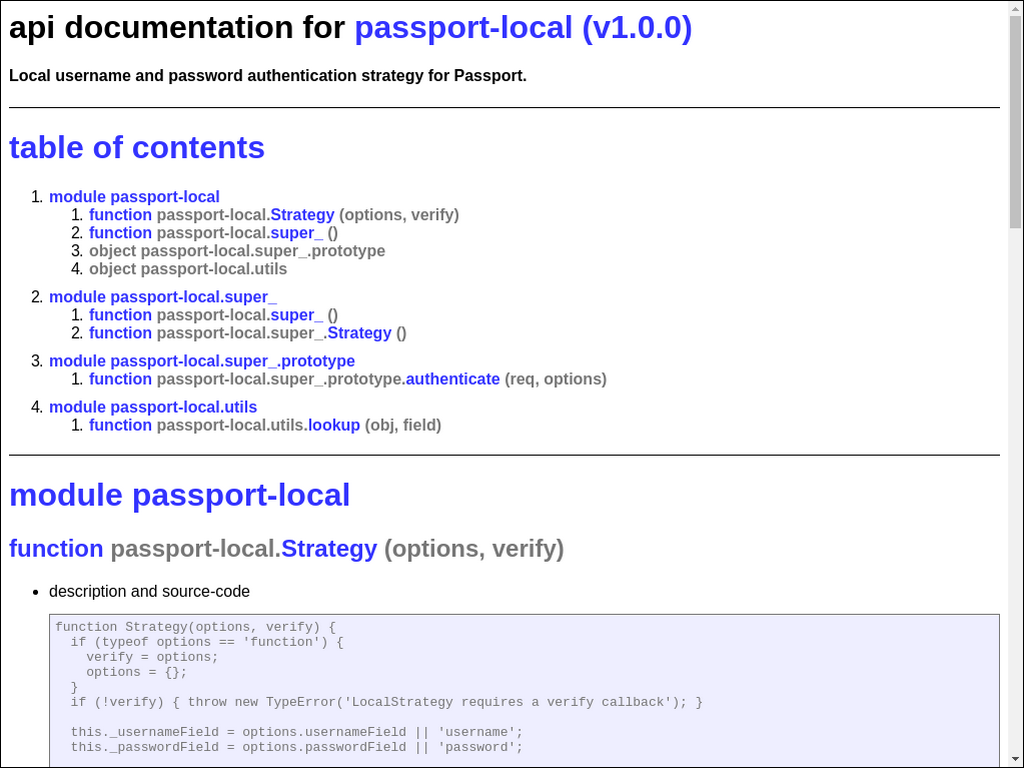 api documentation for passport-local (v1.0.0)
Local username and password authentication strategy for Passport.
table of contents
1. module passport-local
1. function passport-local.Strategy (options, verify)
2. function passport-local.super_ ()
3. object passport-local.super_.prototype
4. object passport-local.utils
2. module passport-local.super_
1. function passport-local.super_ ()
2. function passport-local.super_.Strategy ()
3. module passport-local.super_.prototype
1. function passport-local.super_.prototype.authenticate (req, options)
4. module passport-local.utils
1. function passport-local.utils.lookup (obj, field)
module passport-local
function passport-local.Strategy (options, verify)
• description and source-code
function Strategy(options, verify) {
  if (typeof options == 'function') {
    verify = options;
    options = {};
  }
  if (!verify) { throw new TypeError('LocalStrategy requires a verify callback'); }
  this._usernameField = options.usernameField || 'username';
  this._passwordField = options.passwordField || 'password';